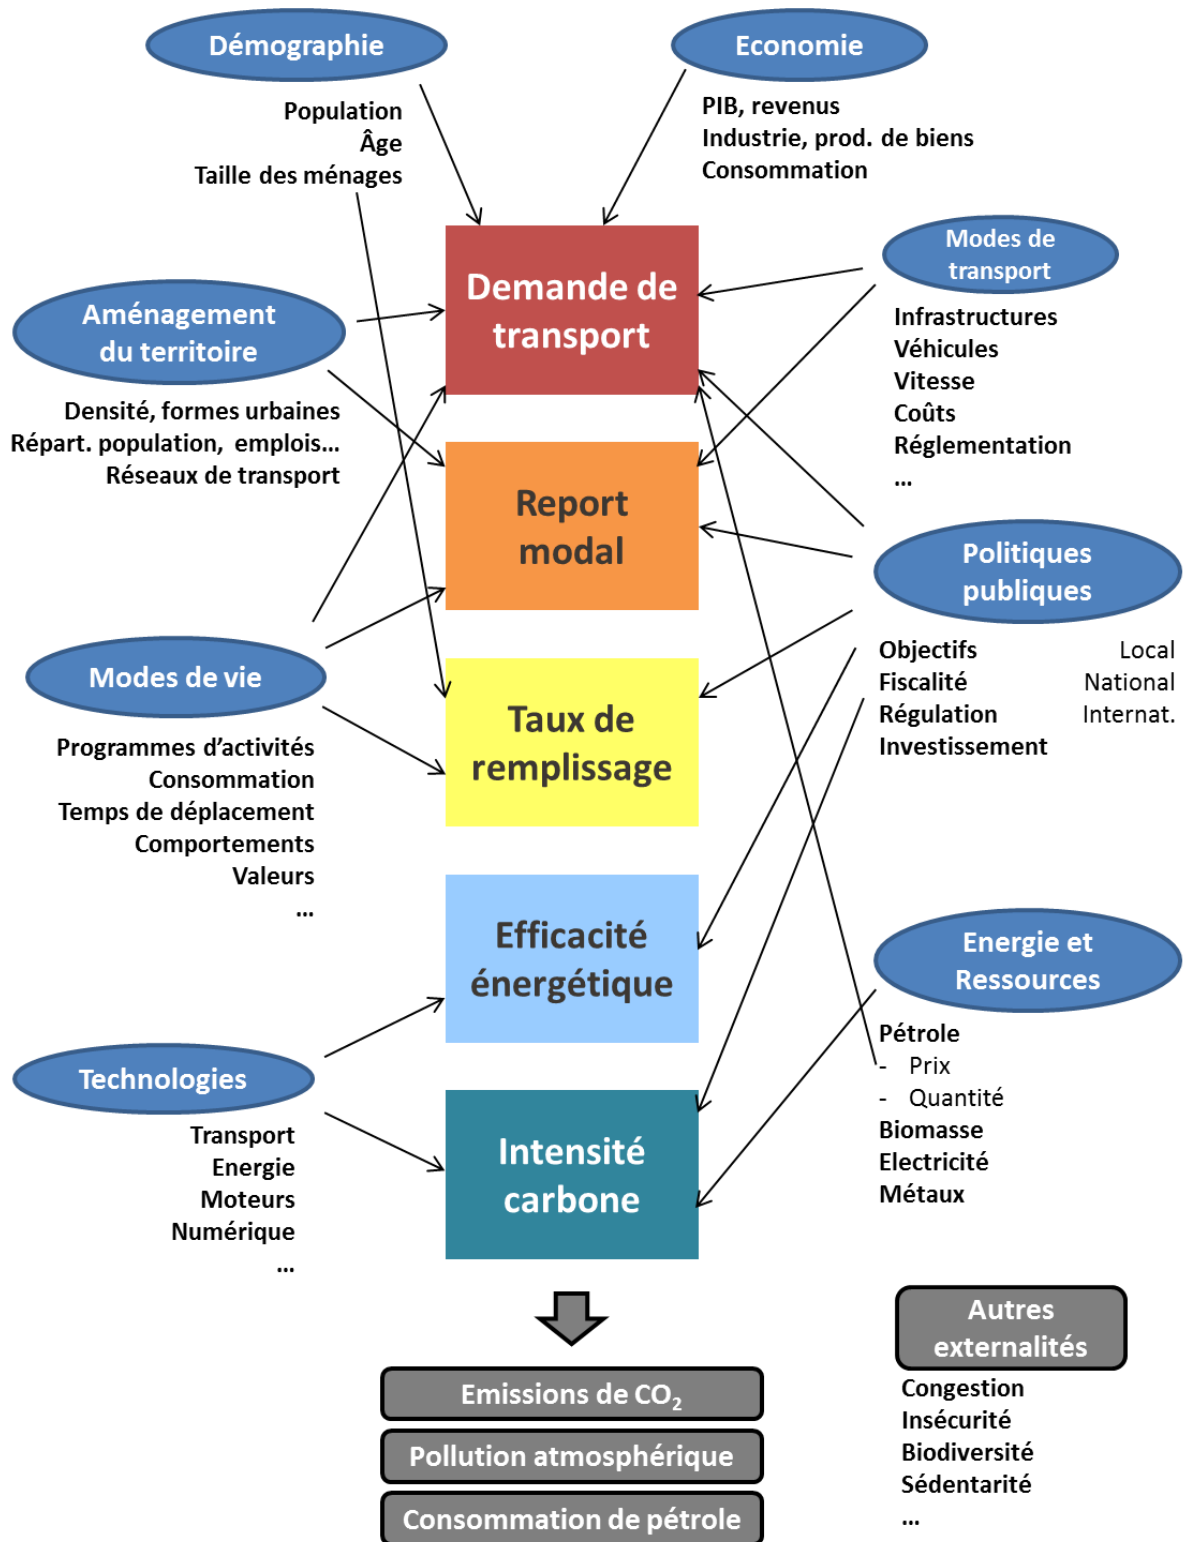 Démographie
Population
Âge
Taille des ménages
Economie
PIB, revenus
Industrie, prod. de biens
Consommation
Demande de
transport
Modes de
transport
Infrastructures
Véhicules
Vitesse
Coûts
Réglementation
...
Aménagement
du territoire
Densité, formes urbaines
Répart. population, emplois...
Réseaux de transport
Report
modal
Politiques
publiques
Objectifs Local
Fiscalité National
Régulation Internat.
Investissement
Modes de vie
Programmes d’activités
Consommation
Temps de déplacement
Comportements
Valeurs
...
Taux de
remplissage
Efficacité
énergétique
Energie et
Ressources
Pétrole
- Prix
- Quantité
Biomasse
Electricité
Métaux
Technologies
Transport
Energie
Moteurs
Numérique
...
Intensité
carbone
Emissions de CO₂
Pollution atmosphérique
Consommation de pétrole
Autres
externalités
Congestion
Insécurité
Biodiversité
Sédentarité
...